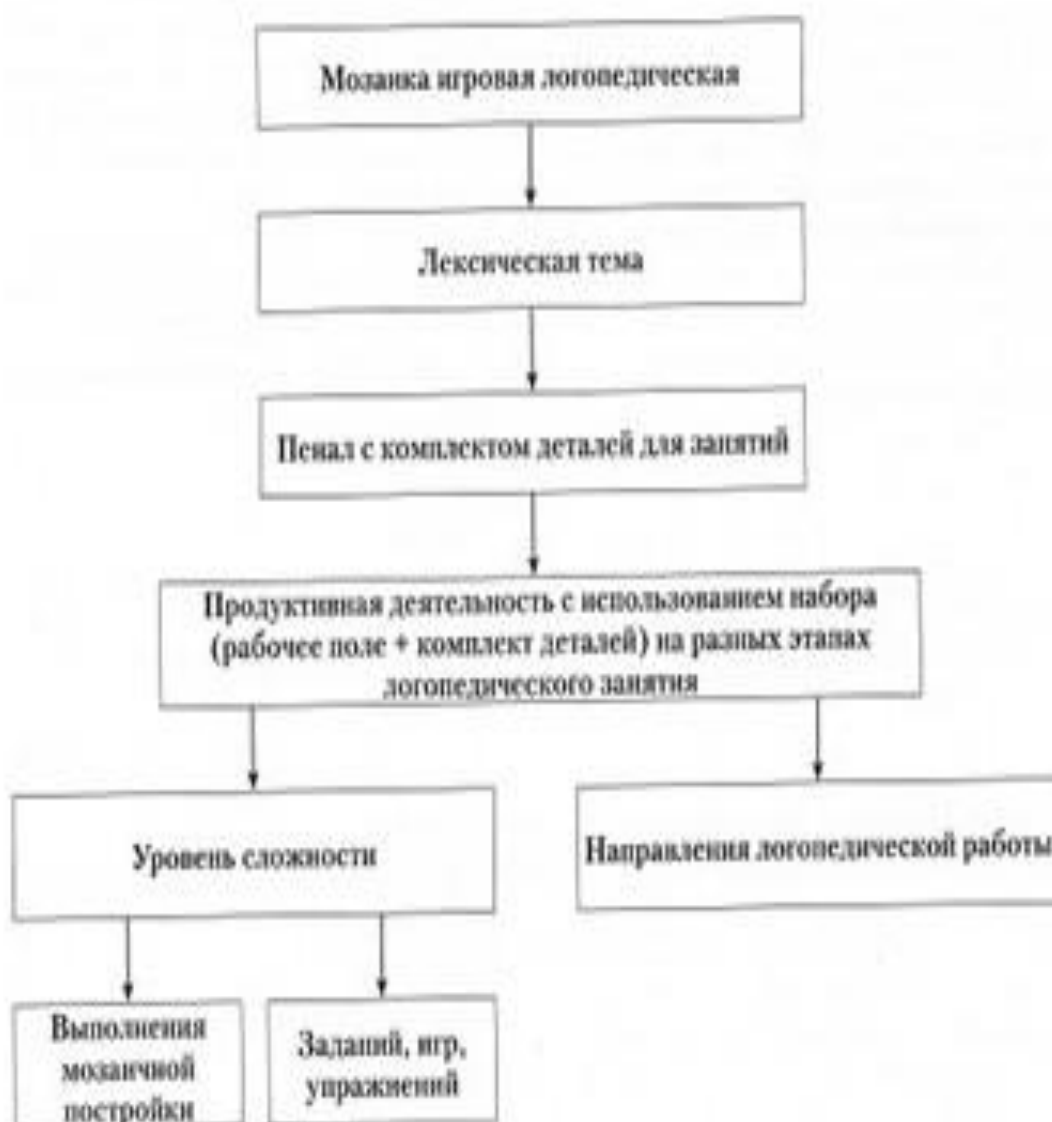 Мозаика игровая логопедическая
Лексическая тема
Пенал с комплектом деталей для занятий
Продуктивная деятельность с использованием набора
(рабочее поле + комплект деталей) на разных этапах
логопедического занятия
Уровень сложности
Направления логопедической работы
Выполнения
мозаичной
постройки
Заданий, игр,
упражнений